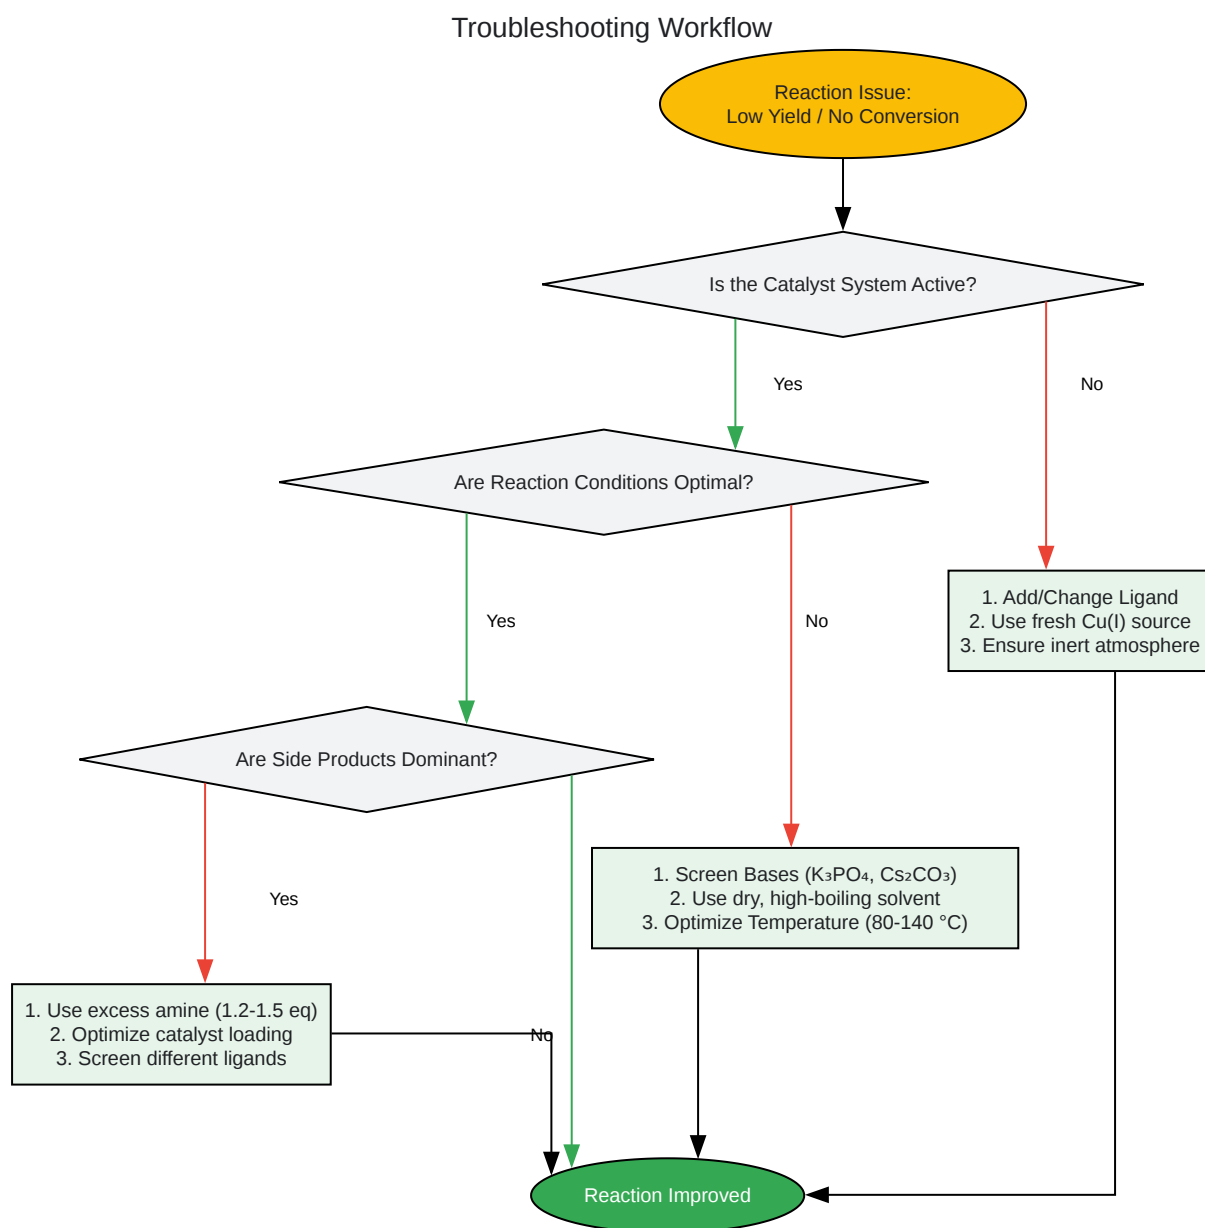 Troubleshooting Workflow
Reaction Issue:
Low Yield / No Conversion
Is the Catalyst System Active?
Yes
No
Are Reaction Conditions Optimal?
Yes
No
1. Add/Change Ligand
2. Use fresh Cu(I) source
3. Ensure inert atmosphere
Are Side Products Dominant?
Yes
1. Screen Bases (K₃PO₄, Cs₂CO₃)
2. Use dry, high-boiling solvent
3. Optimize Temperature (80-140 °C)
1. Use excess amine (1.2-1.5 eq)
2. Optimize catalyst loading
3. Screen different ligands
No
Reaction Improved